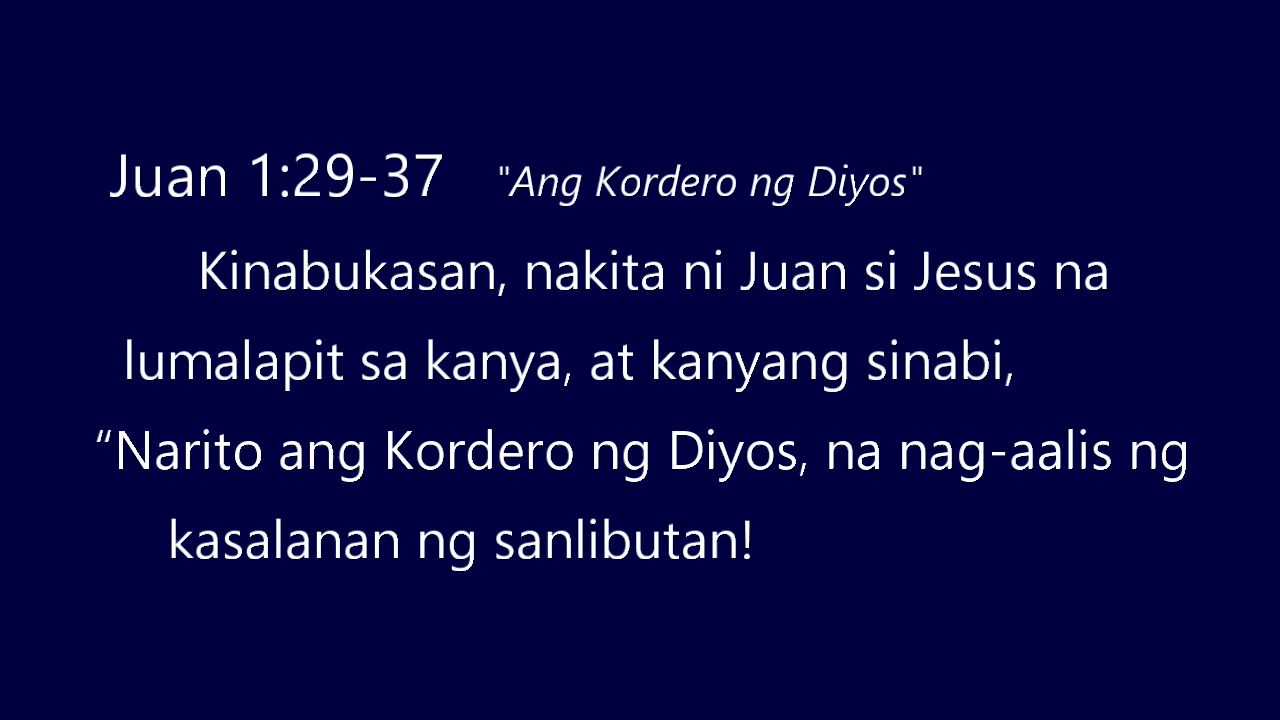 Juan 1:29-37 "Ang Kordero ng Diyos"
Kinabukasan, nakita ni Juan si Jesus na
lumalapit sa kanya, at kanyang sinabi,
“Narito ang Kordero ng Diyos, na nag-aalis ng
kasalanan ng sanlibutan!